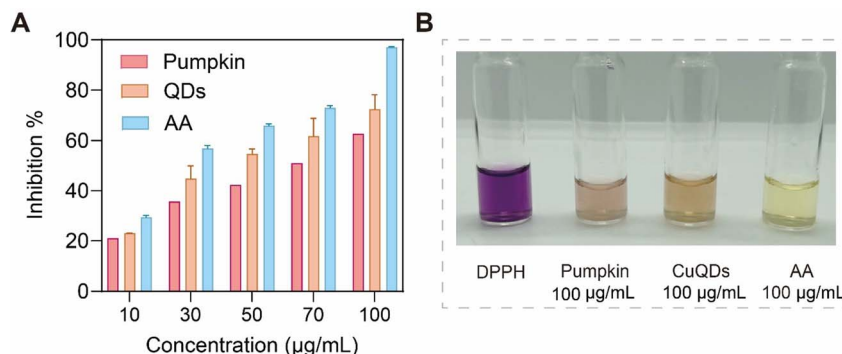 A
Inhibition %
100
80
60
40
20
0
Pumpkin
QDs
AA
10 30 50 70 100
Concentration (µg/mL)
B
DPPH Pumpkin CuQDs AA
100 µg/mL 100 µg/mL 100 µg/mL